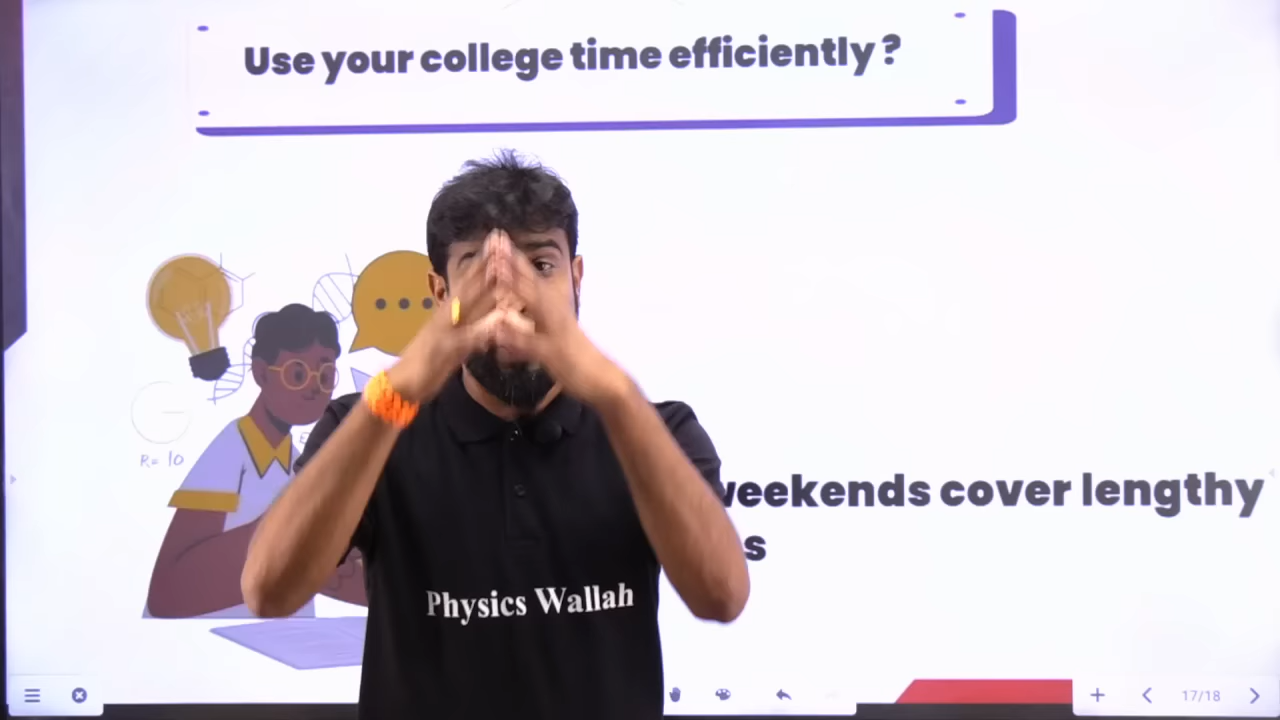 Use your college time efficiently ?
R= 10
weekends cover lengthy
Physics Wallah
17/18